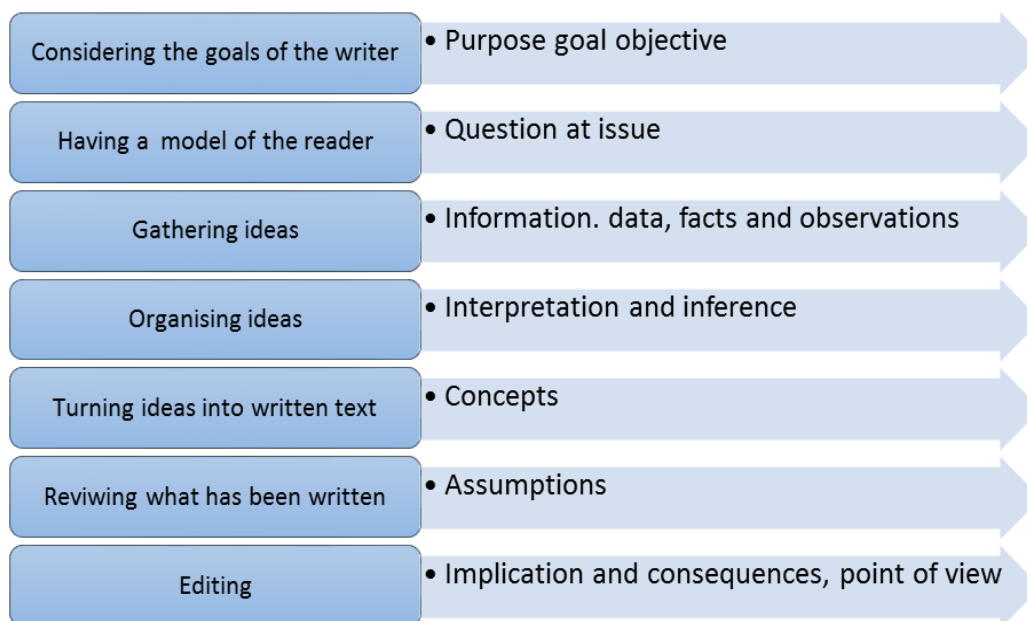 Considering the goals of the writer
• Purpose goal objective
Having a model of the reader
• Question at issue
Gathering ideas
• Information. data, facts and observations
Organising ideas
• Interpretation and inference
Turning ideas into written text
• Concepts
Reviwing what has been written
• Assumptions
Editing
• Implication and consequences, point of view